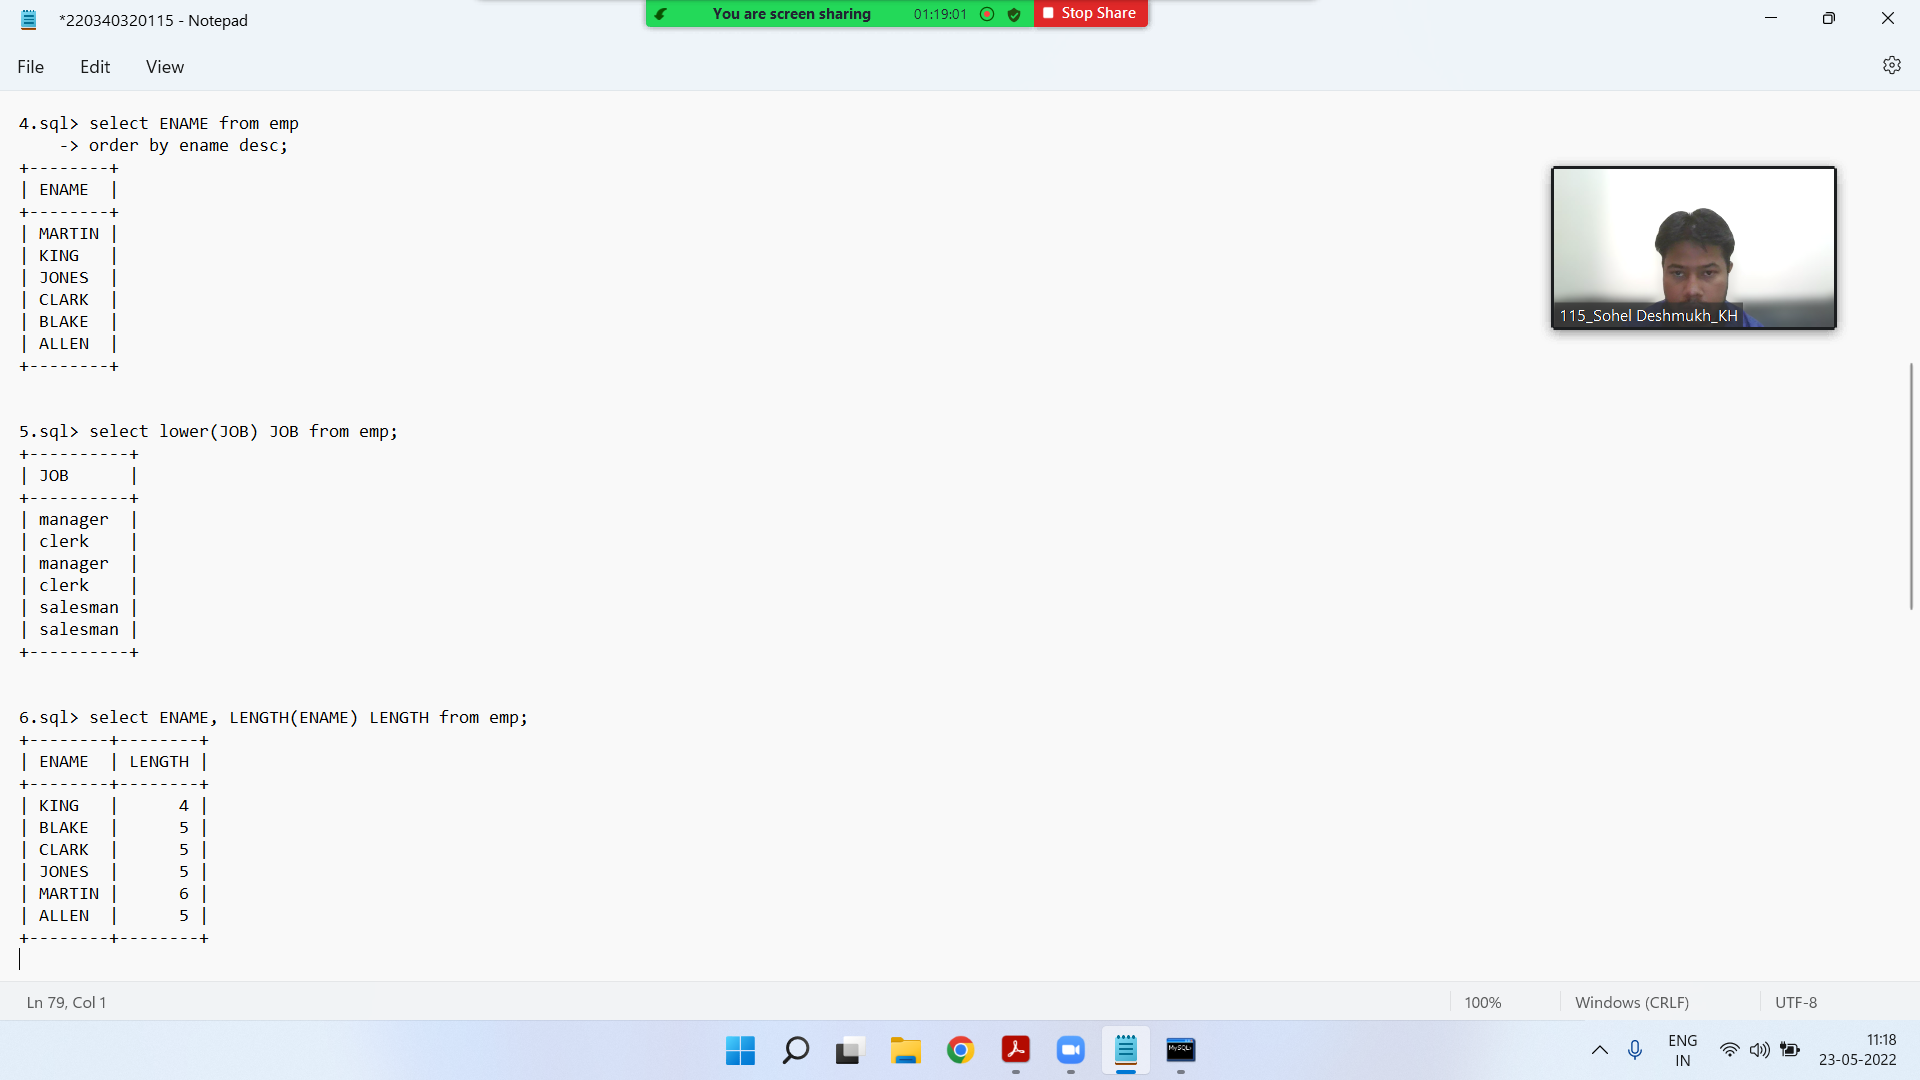 *220340320115 - Notepad
You are screen sharing 01:19:01 Stop Share
File Edit View
4.sql> select ENAME from emp
-> order by ename desc;
+--------+
| ENAME  |
+--------+
| MARTIN |
| KING   |
| JONES  |
| CLARK  |
| BLAKE  |
| ALLEN  |
+--------+
115_Sohel Deshmukh_KH
5.sql> select lower(JOB) JOB from emp;
+----------+
| JOB      |
+----------+
| manager  |
| clerk    |
| manager  |
| clerk    |
| salesman |
| salesman |
+----------+
6.sql> select ENAME, LENGTH(ENAME) LENGTH from emp;
+--------+--------+
| ENAME  | LENGTH |
+--------+--------+
| KING   |      4 |
| BLAKE  |      5 |
| CLARK  |      5 |
| JONES  |      5 |
| MARTIN |      6 |
| ALLEN  |      5 |
+--------+--------+
Ln 79, Col 1 100% Windows (CRLF) UTF-8
MySQL
ENG
IN
11:18
23-05-2022